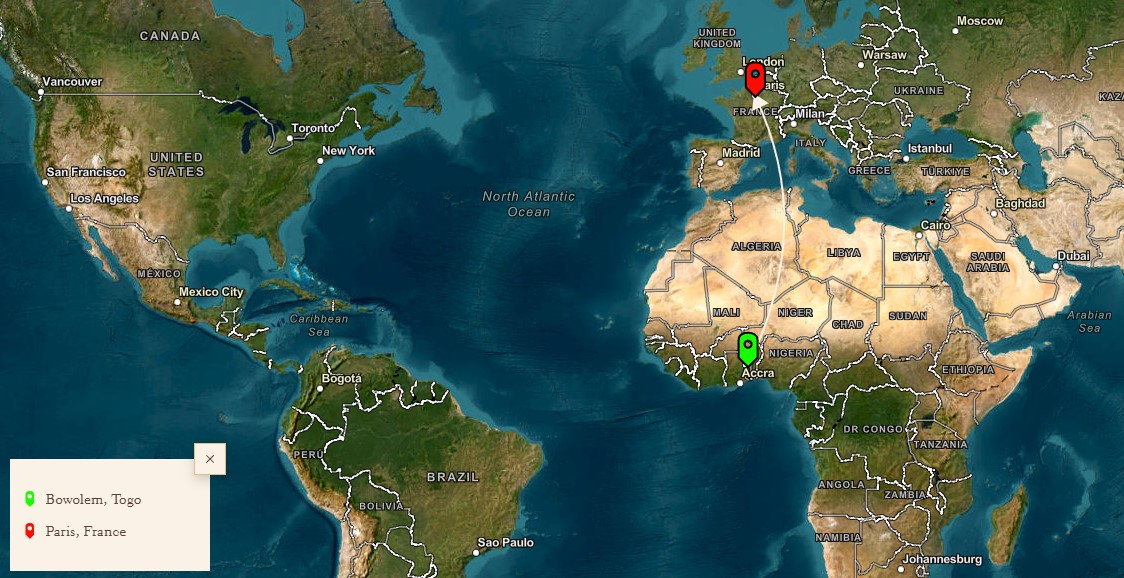 CANADA
Vancouver
Toronto
New York
UNITED
STATES
San Francisco
Los Angeles
MÉXICO
Mexico City
North Atlantic
Ocean
Caribbean
Sea
Bogotá
PERÚ
BRAZIL
BOLIVIA
Sao Paulo
UNITED
KINGDOM
London
Moscow
Warsaw
UKRAINE
KAZA
FRANCE
Milan
ITALY
Madrid
Istanbul
GREECE
TÜRKIYE
Baghdad
Cairo
ALGERIA
LIBYA
EGYPT
SAUDI
ARABIA
Dubai
MALI
NIGER
CHAD
SUDAN
Arabian
Sea
NIGERIA
Accra
ETHIOPIA
DR CONGO
TANZANIA
ANGOLA
ZAMBIA
NAMIBIA
Johannesburg
×
Bowolem, Togo
Paris, France